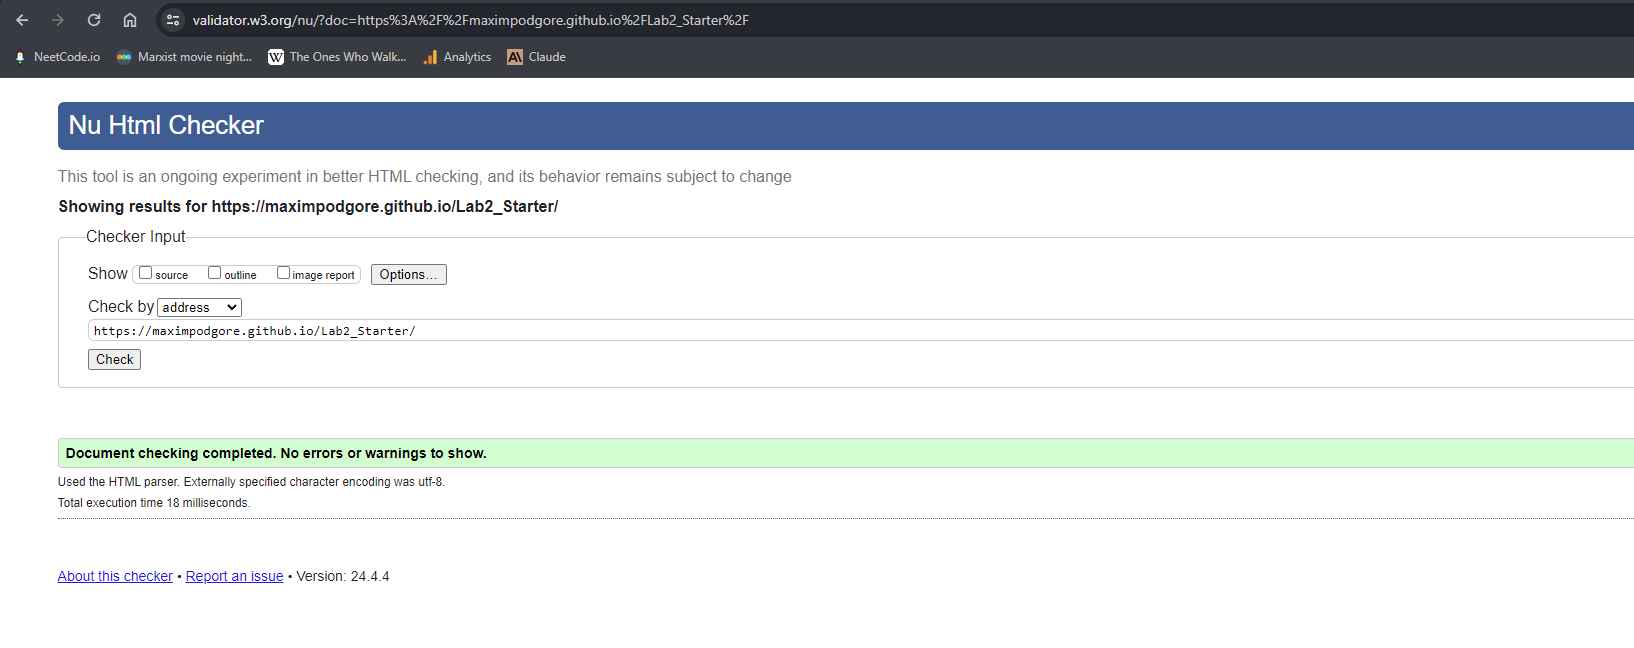 validator.w3.org/nu/?doc=https%3A%2F%2Fmaximpodgore.github.io%2FLab2_Starter%2F
NeetCode.io Marxist movie night... W The Ones Who Walk... Analytics Claude
Nu Html Checker
This tool is an ongoing experiment in better HTML checking, and its behavior remains subject to change
Showing results for https://maximpodgore.github.io/Lab2_Starter/
Checker Input
Show source outline image report Options...
Check by address
https://maximpodgore.github.io/Lab2_Starter/
Check
Document checking completed. No errors or warnings to show.
Used the HTML parser. Externally specified character encoding was utf-8.
Total execution time 18 milliseconds.
About this checker • Report an issue • Version: 24.4.4